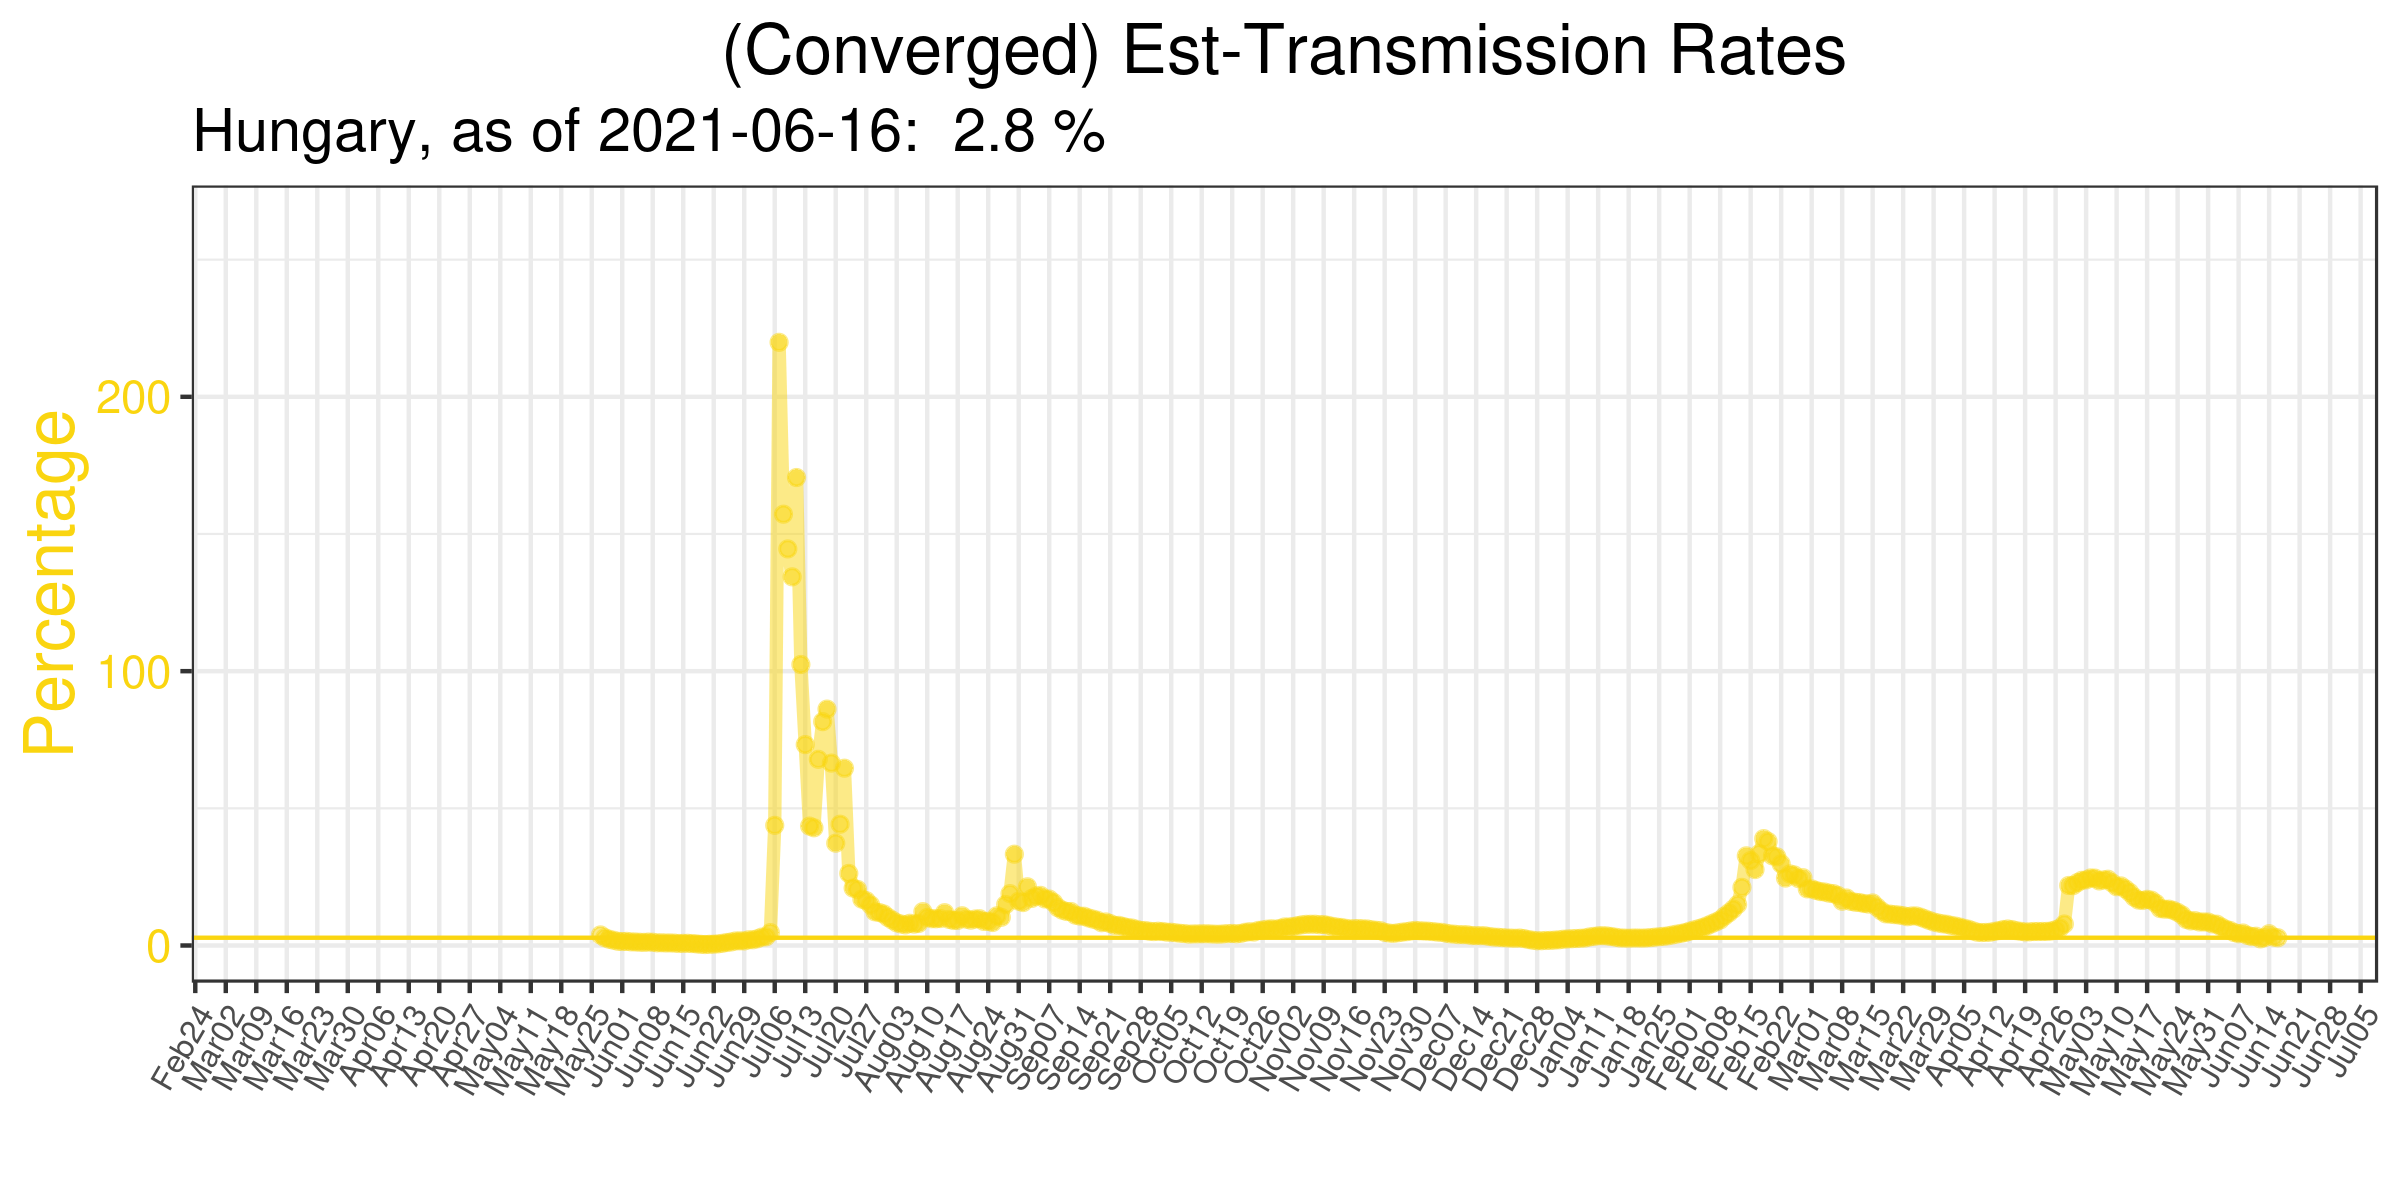 (Converged) Est-Transmission Rates
Hungary, as of 2021-06-16:  2.8 %
Percentage
200
100
0
Feb24
Mar02
Mar09
Mar16
Mar23
Mar30
Apr06
Apr13
Apr20
Apr27
May04
May11
May18
May25
Jun01
Jun08
Jun15
Jun22
Jun29
Jul06
Jul13
Jul20
Jul27
Aug03
Aug10
Aug17
Aug24
Aug31
Sep07
Sep14
Sep21
Sep28
Oct05
Oct12
Oct19
Oct26
Nov02
Nov09
Nov16
Nov23
Nov30
Dec07
Dec14
Dec21
Dec28
Jan04
Jan11
Jan18
Jan25
Feb01
Feb08
Feb15
Feb22
Mar01
Mar08
Mar15
Mar22
Mar29
Apr05
Apr12
Apr19
Apr26
May03
May10
May17
May24
May31
Jun07
Jun14
Jun21
Jun28
Jul05